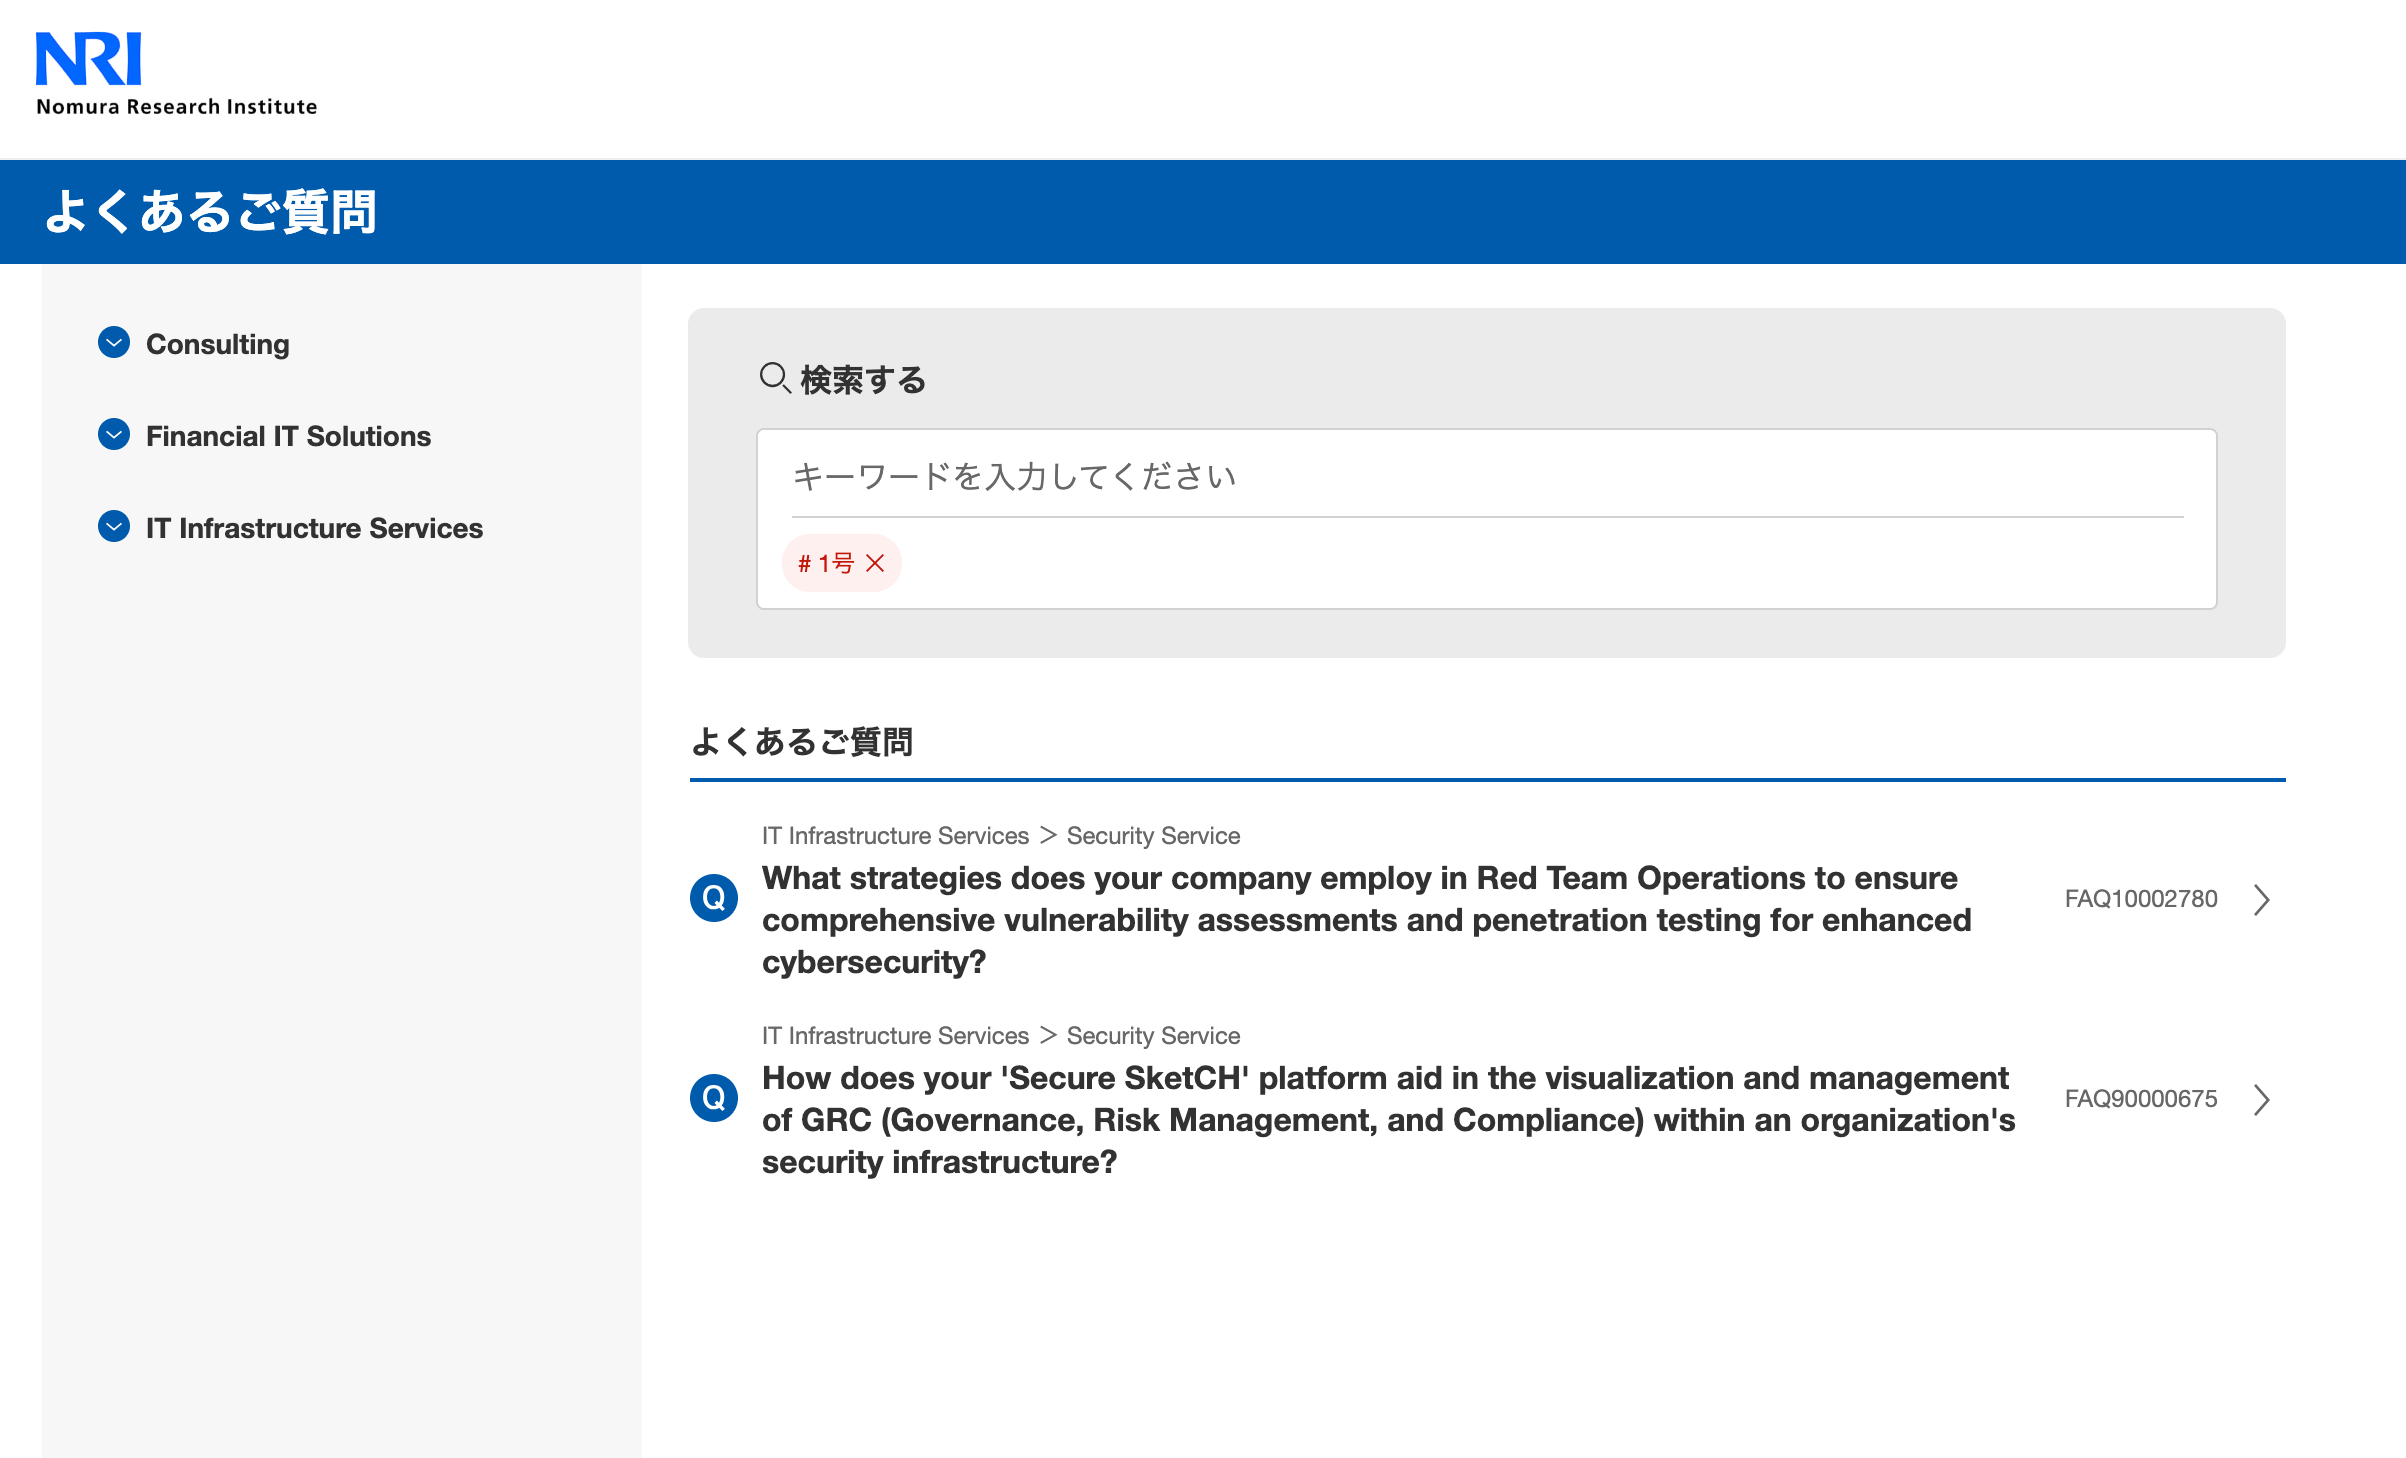 NRI
Nomura Research Institute
よくあるご質問
Consulting
Financial IT Solutions
IT Infrastructure Services
検索する
キーワードを入力してください
# 1号
よくあるご質問
IT Infrastructure Services > Security Service
Q
What strategies does your company employ in Red Team Operations to ensure
comprehensive vulnerability assessments and penetration testing for enhanced
cybersecurity?
FAQ10002780
IT Infrastructure Services > Security Service
Q
How does your 'Secure SketCH' platform aid in the visualization and management
of GRC (Governance, Risk Management, and Compliance) within an organization's
security infrastructure?
FAQ90000675